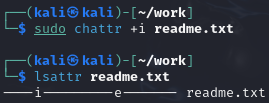 ┌──(kali㉿kali)-[~/work]
└─$ sudo chattr +i readme.txt
┌──(kali㉿kali)-[~/work]
└─$ lsattr readme.txt
----i---------e------- readme.txt